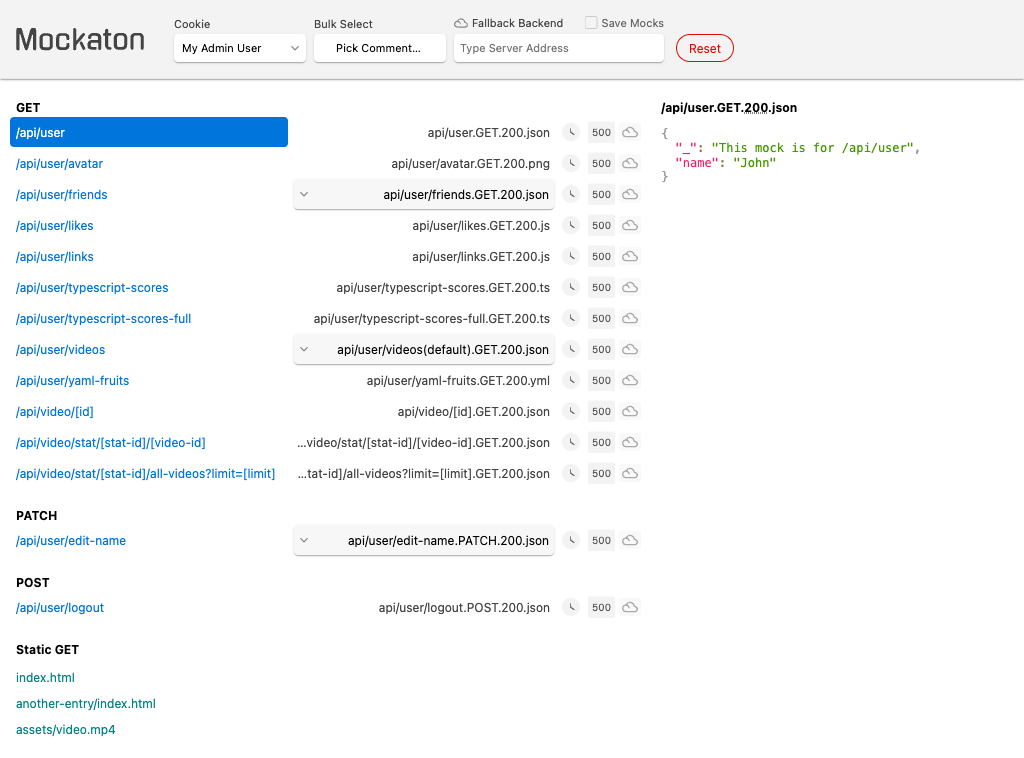 Mockaton
Cookie
My Admin User
Bulk Select
Pick Comment...
Fallback Backend
Save Mocks
Type Server Address
Reset
GET
/api/user api/user.GET.200.json 500
/api/user/avatar api/user/avatar.GET.200.png 500
/api/user/friends api/user/friends.GET.200.json 500
/api/user/likes api/user/likes.GET.200.js 500
/api/user/links api/user/links.GET.200.js 500
/api/user/typescript-scores api/user/typescript-scores.GET.200.ts 500
/api/user/typescript-scores-full api/user/typescript-scores-full.GET.200.ts 500
/api/user/videos api/user/videos(default).GET.200.json 500
/api/user/yaml-fruits api/user/yaml-fruits.GET.200.yml 500
/api/video/[id] api/video/[id].GET.200.json 500
/api/video/stat/[stat-id]/[video-id] ...video/stat/[stat-id]/[video-id].GET.200.json 500
/api/video/stat/[stat-id]/all-videos?limit=[limit] ...tat-id]/all-videos?limit=[limit].GET.200.json 500
PATCH
/api/user/edit-name api/user/edit-name.PATCH.200.json 500
POST
/api/user/logout api/user/logout.POST.200.json 500
Static GET
index.html
another-entry/index.html
assets/video.mp4
/api/user.GET.200.json
{
"_": "This mock is for /api/user",
"name": "John"
}